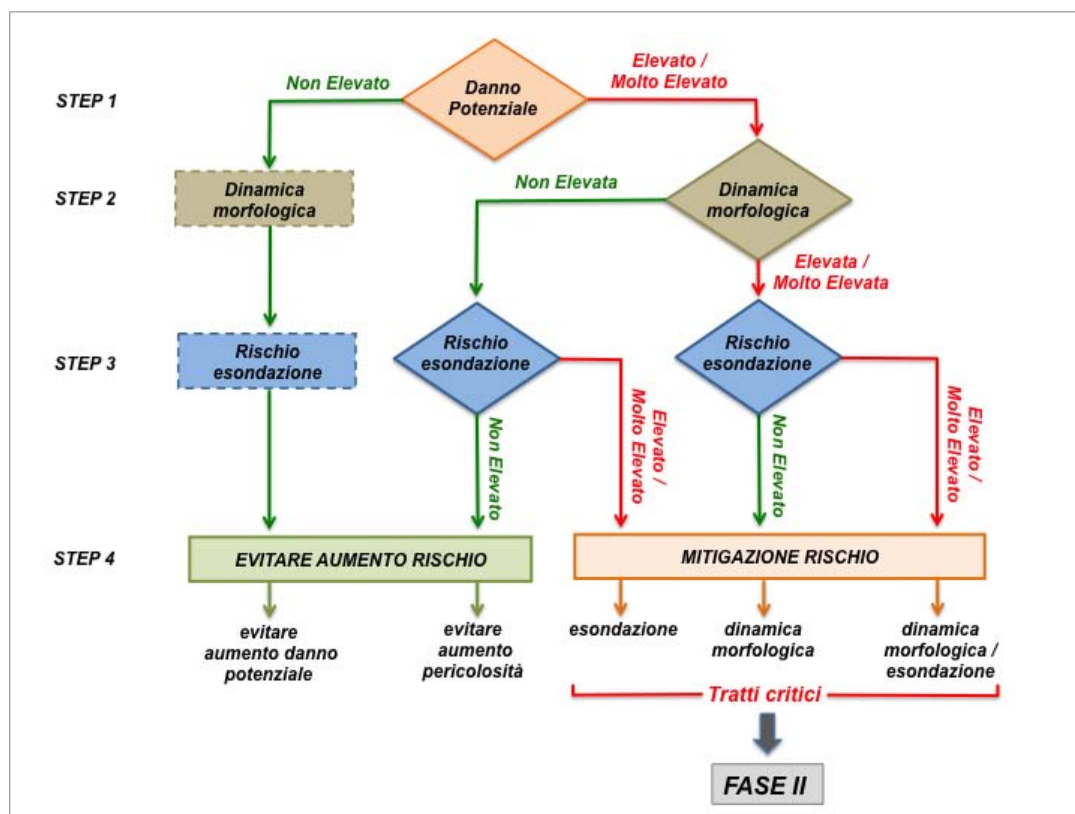 Elevato /
Molto Elevato
Non Elevato
Danno
Potenziale
STEP 1
Non Elevata
Dinamica
morfologica
Dinamica
morfologica
STEP 2
Elevata /
Molto Elevata
Rischio
esondazione
Rischio
esondazione
Rischio
esondazione
STEP 3
Non Elevato
Elevato /
Molto Elevato
Non Elevato
Elevato /
Molto Elevato
STEP 4
EVITARE AUMENTO RISCHIO
MITIGAZIONE RISCHIO
evitare
aumento danno
potenziale
evitare
aumento
pericolosità
esondazione
dinamica
morfologica
dinamica
morfologica /
esondazione
Tratti critici
FASE II